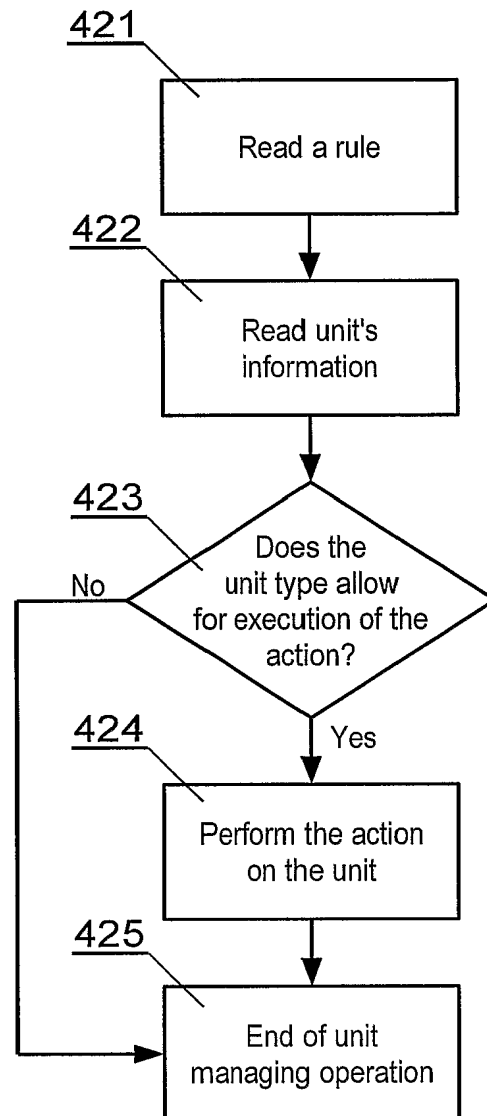 421
Read a rule
422
Read unit's
information
423
Does the
unit type allow
for execution of the
action?
No
Yes
424
Perform the action
on the unit
425
End of unit
managing operation